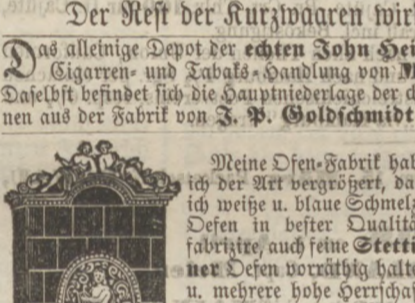 Der Reſt der Kurzwaaren wir
Das alleinige Depot der echten John He
Cigarren- und Tabaks-Handlung von M
Daſelbſt befindet ſich die Hauptniederlage der
nen aus der Fabrik von J. P. Goldſchmidt
Meine Ofen-Fabrik hab
ich der Art vergrößert, da
ich weiße u. blaue Schmelz
Oefen in beſter Qualitä
fabrizire, auch feine Stetti
ner Oefen vorräthig halt
u. mehrere hohe Herrſcha